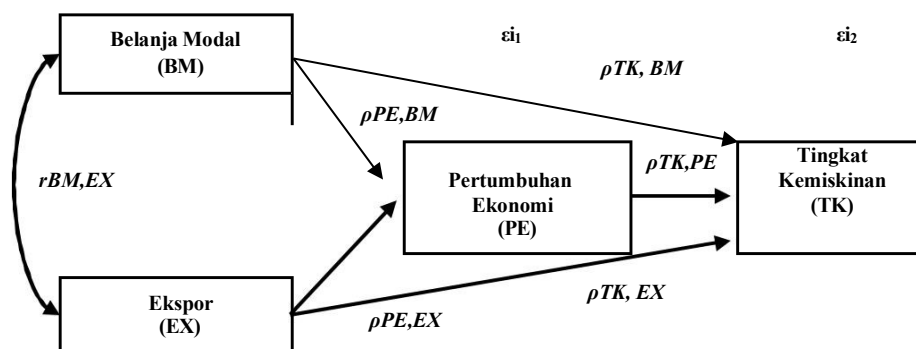 Belanja Modal
(BM)
εi₁
εi₂
ρTK, BM
ρPE,BM
rBM,EX
Pertumbuhan
Ekonomi
(PE)
ρTK,PE
Tingkat
Kemiskinan
(TK)
Ekspor
(EX)
ρPE,EX
ρTK, EX